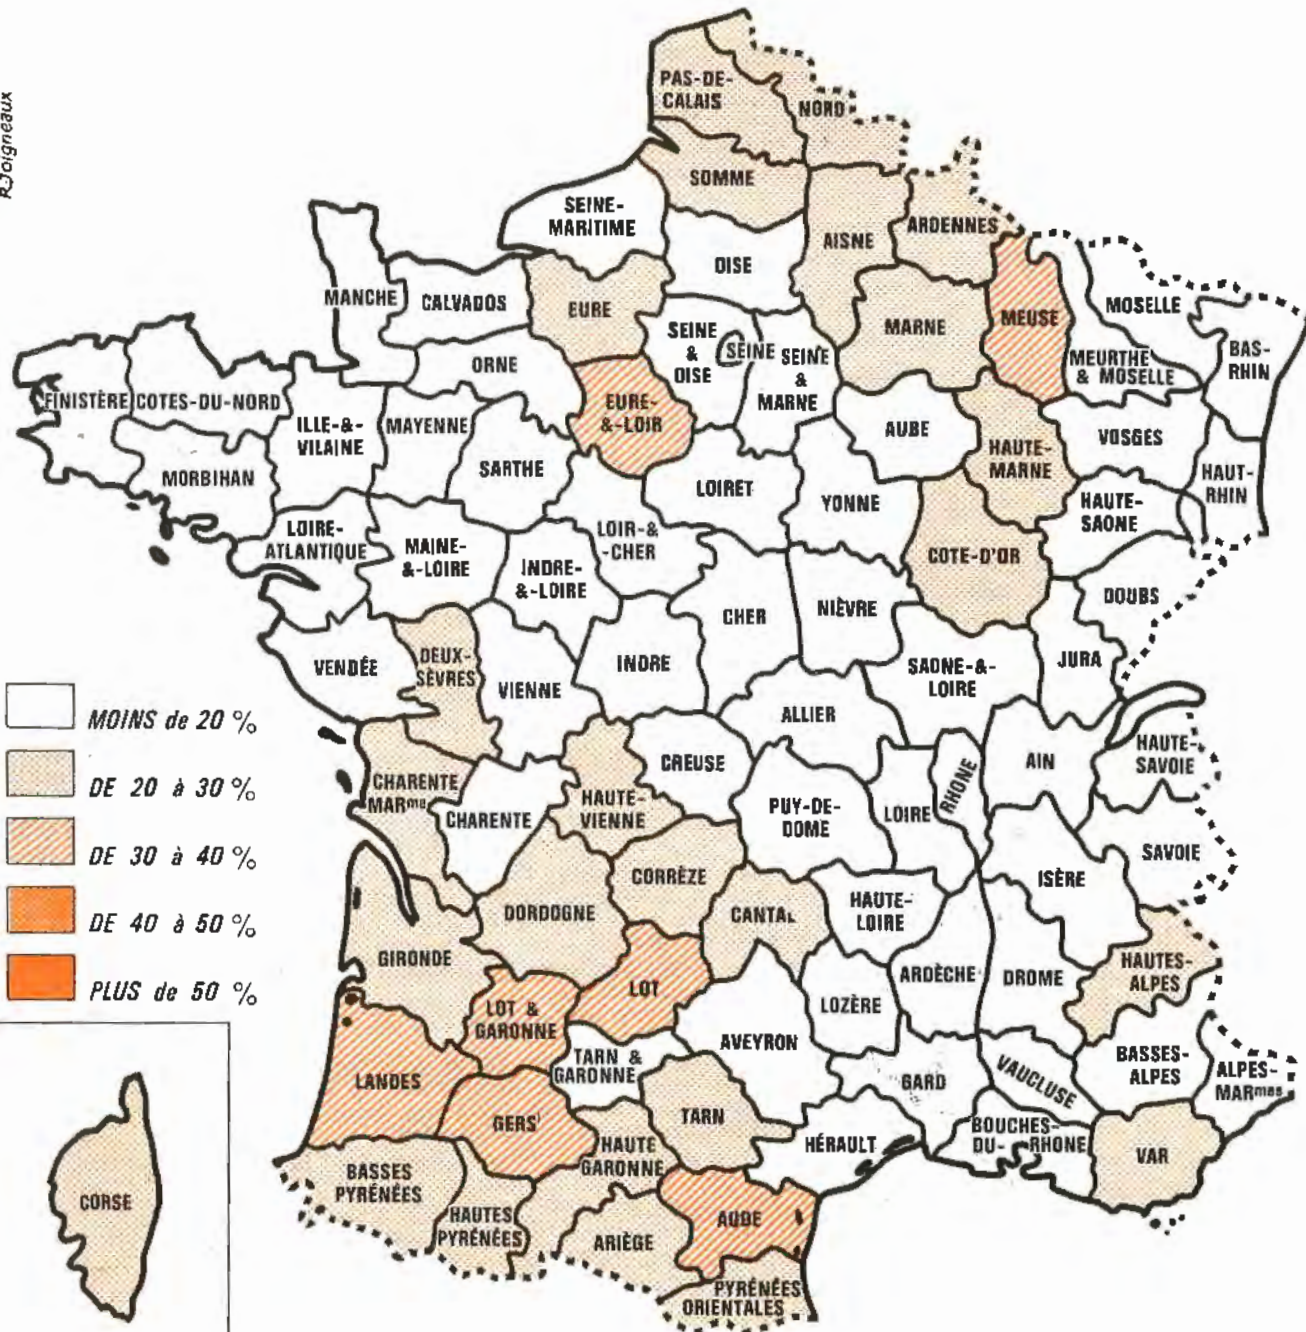 R.Joigneaux
PAS-DE-
CALAIS
NORD
SOMME
SEINE-
MARITIME
OISE
AISNE
ARDENNES
MANCHE
CALVADOS
EURE
SEINE
&
OISE
SEINE
SEINE
&
MARNE
MARNE
MEUSE
MOSELLE
MEURTHE
& MOSELLE
BAS-
RHIN
FINISTÈRE
COTES-DU-NORD
ILLE-&-
VILAINE
MAYENNE
ORNE
EURE-
&-LOIR
AUBE
HAUTE-
MARNE
VOSGES
HAUT-
RHIN
MORBIHAN
SARTHE
LOIRET
YONNE
HAUTE-
SAONE
LOIRE-
ATLANTIQUE
MAINE-
&-LOIRE
INDRE-
&-LOIRE
LOIR-&
-CHER
CHER
NIÈVRE
COTE-D'OR
DOUBS
VENDÉE
DEUX-
SÈVRES
VIENNE
INDRE
SAONE-&-
LOIRE
JURA
ALLIER
MOINS de 20 %
DE 20 à 30 %
DE 30 à 40 %
DE 40 à 50 %
PLUS de 50 %
CHARENTE
MARme
CHARENTE
HAUTE-
VIENNE
CREUSE
PUY-DE-
DOME
LOIRE
RHONE
AIN
HAUTE-
SAVOIE
SAVOIE
ISÈRE
GIRONDE
DORDOGNE
CORRÈZE
CANTAL
HAUTE-
LOIRE
ARDÈCHE
DROME
HAUTES-
ALPES
LOT &
GARONNE
LOT
LOZÈRE
AVEYRON
TARN &
GARONNE
LANDES
GERS
TARN
GARD
VAUCLUSE
BASSES-
ALPES
ALPES-
MARmes
HAUTE
GARONNE
HÉRAULT
BOUCHES-
DU-RHONE
VAR
BASSES
PYRÉNÉES
HAUTES
PYRÉNÉES
ARIÈGE
AUDE
PYRÉNÉES
ORIENTALES
CORSE